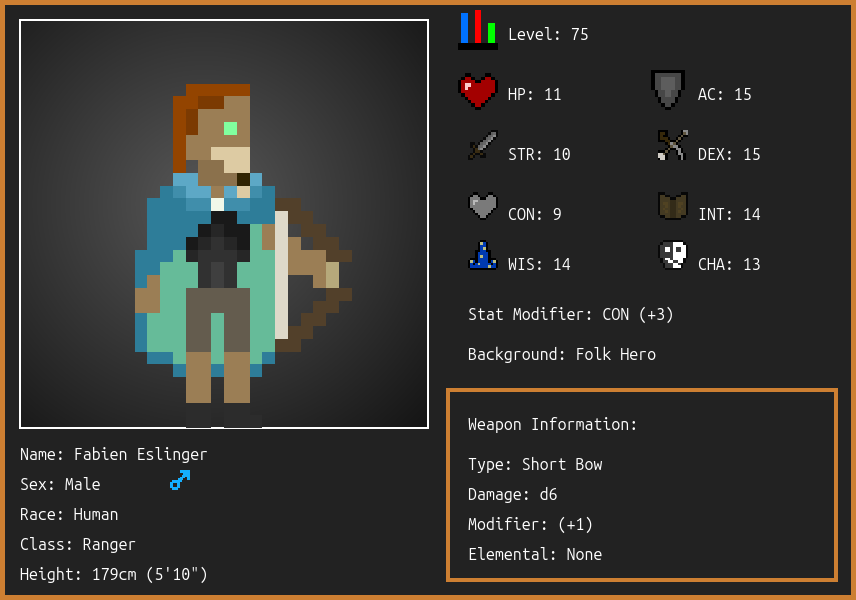 Level: 75
HP: 11
AC: 15
STR: 10
DEX: 15
CON: 9
INT: 14
WIS: 14
CHA: 13
Stat Modifier: CON (+3)
Background: Folk Hero
Weapon Information:
Type: Short Bow
Damage: d6
Modifier: (+1)
Elemental: None
Name: Fabien Eslinger
Sex: Male
Race: Human
Class: Ranger
Height: 179cm (5'10")